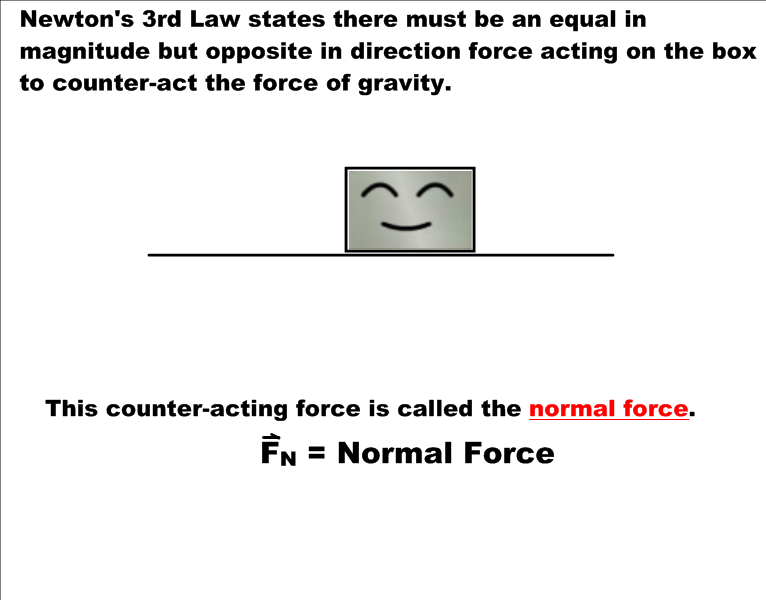 Newton's 3rd Law states there must be an equal in
magnitude but opposite in direction force acting on the box
to counter-act the force of gravity.
This counter-acting force is called the normal force.
F⃗N = Normal Force